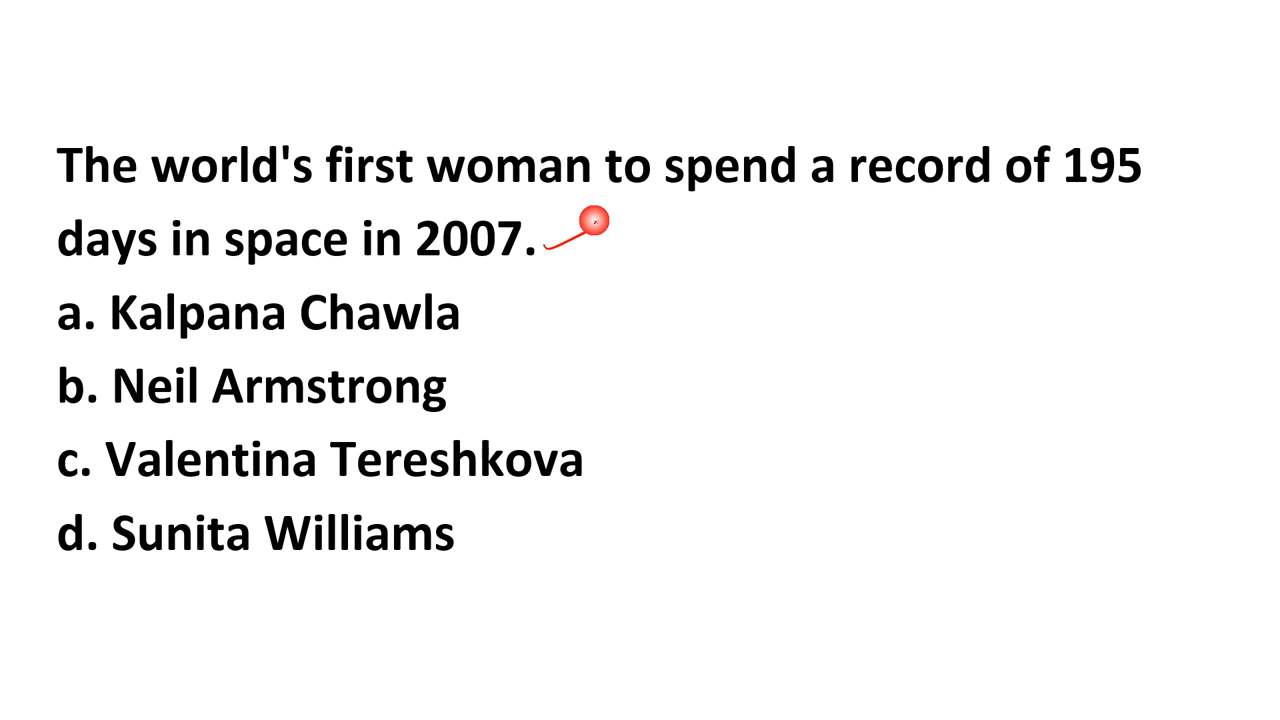 The world's first woman to spend a record of 195
days in space in 2007.
a. Kalpana Chawla
b. Neil Armstrong
c. Valentina Tereshkova
d. Sunita Williams